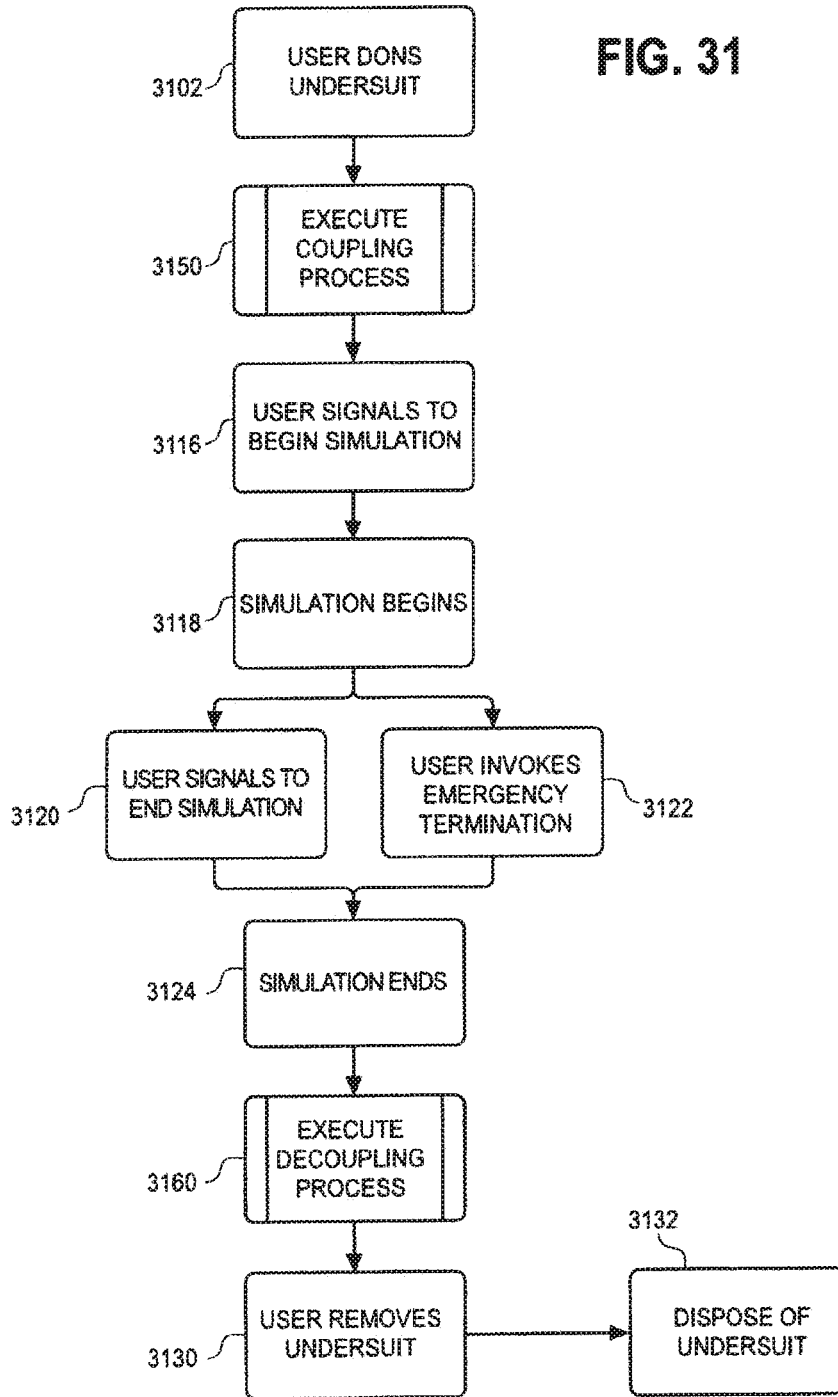 FIG. 31
3102
USER DONS
UNDERSUIT
3150
EXECUTE
COUPLING
PROCESS
3116
USER SIGNALS TO
BEGIN SIMULATION
3118
SIMULATION BEGINS
3120
USER SIGNALS TO
END SIMULATION
USER INVOKES
EMERGENCY
TERMINATION
3122
3124
SIMULATION ENDS
3160
EXECUTE
DECOUPLING
PROCESS
3130
USER REMOVES
UNDERSUIT
3132
DISPOSE OF
UNDERSUIT